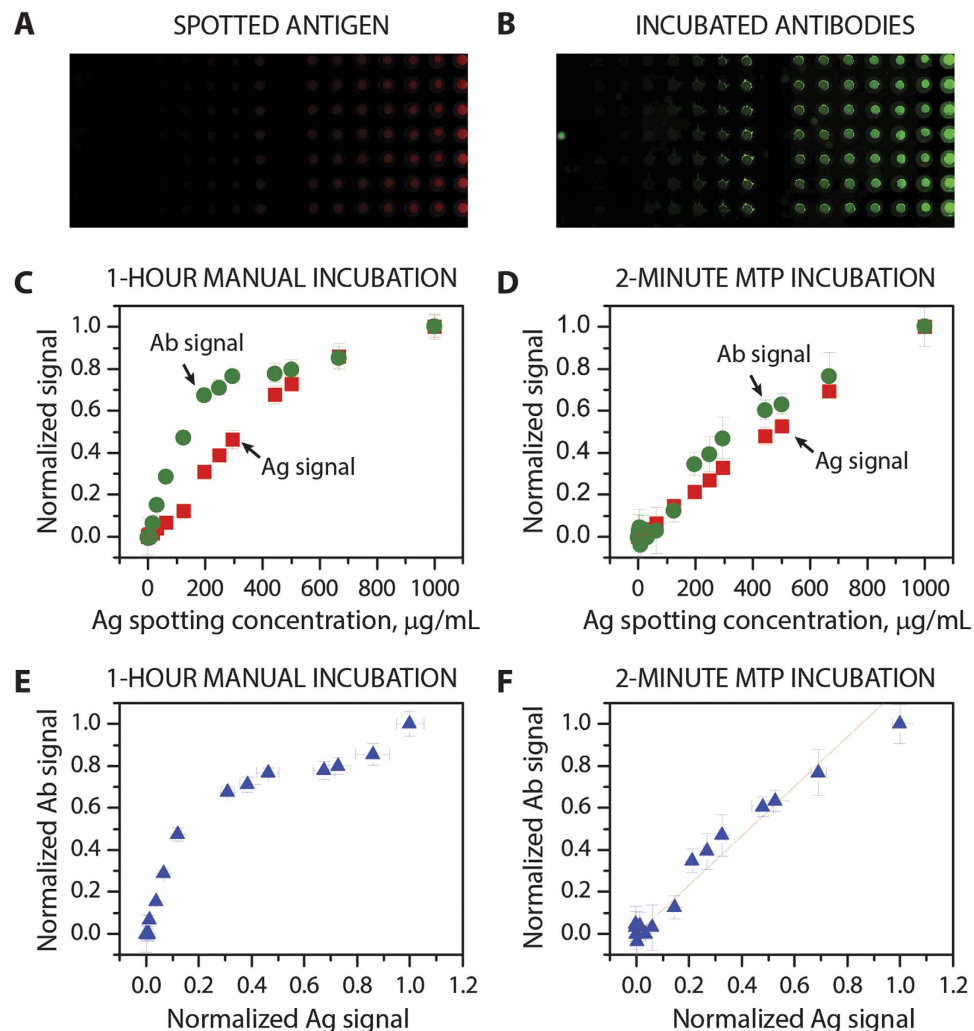 A SPOTTED ANTIGEN
B INCUBATED ANTIBODIES
C 1-HOUR MANUAL INCUBATION
Normalized signal
1.0
0.8
0.6
0.4
0.2
0.0
Ab signal
Ag signal
0 200 400 600 800 1000
Ag spotting concentration, μg/mL
D 2-MINUTE MTP INCUBATION
Normalized signal
1.0
0.8
0.6
0.4
0.2
0.0
Ab signal
Ag signal
0 200 400 600 800 1000
Ag spotting concentration, μg/mL
E 1-HOUR MANUAL INCUBATION
Normalized Ab signal
1.0
0.8
0.6
0.4
0.2
0.0
0.0 0.2 0.4 0.6 0.8 1.0 1.2
Normalized Ag signal
F 2-MINUTE MTP INCUBATION
Normalized Ab signal
1.0
0.8
0.6
0.4
0.2
0.0
0.0 0.2 0.4 0.6 0.8 1.0 1.2
Normalized Ag signal